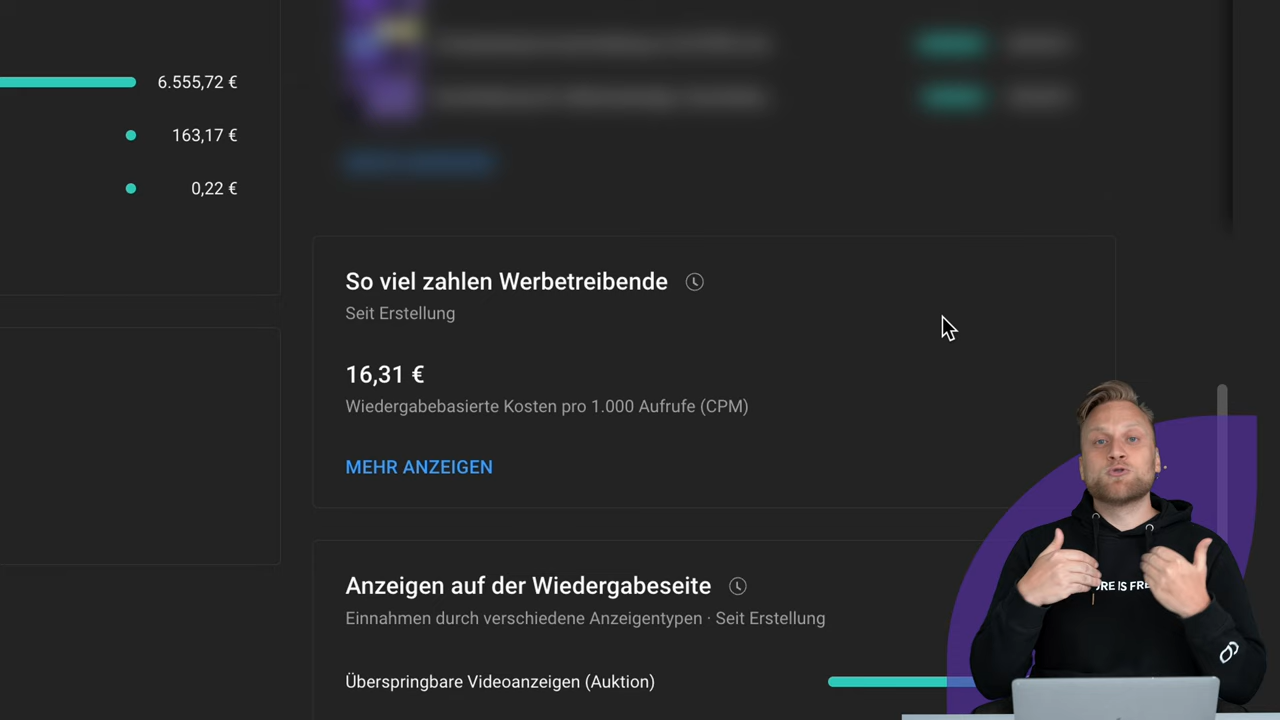 6.555,72 €
163,17 €
0,22 €
So viel zahlen Werbetreibende
Seit Erstellung
16,31 €
Wiedergabebasierte Kosten pro 1.000 Aufrufe (CPM)
MEHR ANZEIGEN
Anzeigen auf der Wiedergabeseite
Einnahmen durch verschiedene Anzeigentypen · Seit Erstellung
Überspringbare Videoanzeigen (Auktion)
IS